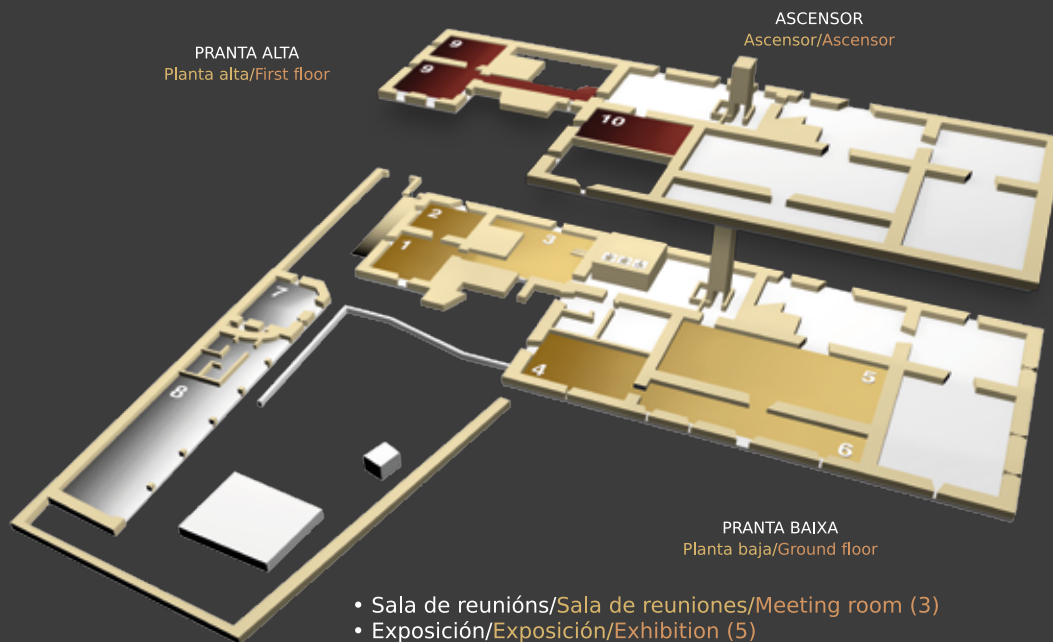 ASCENSOR
Ascensor/Ascensor
PRANTA ALTA
Planta alta/First floor
9
9
10
2
1
3
7
4
5
8
6
PRANTA BAIXA
Planta baja/Ground floor
• Sala de reunións/Sala de reuniones/Meeting room (3)
• Exposición/Exposición/Exhibition (5)